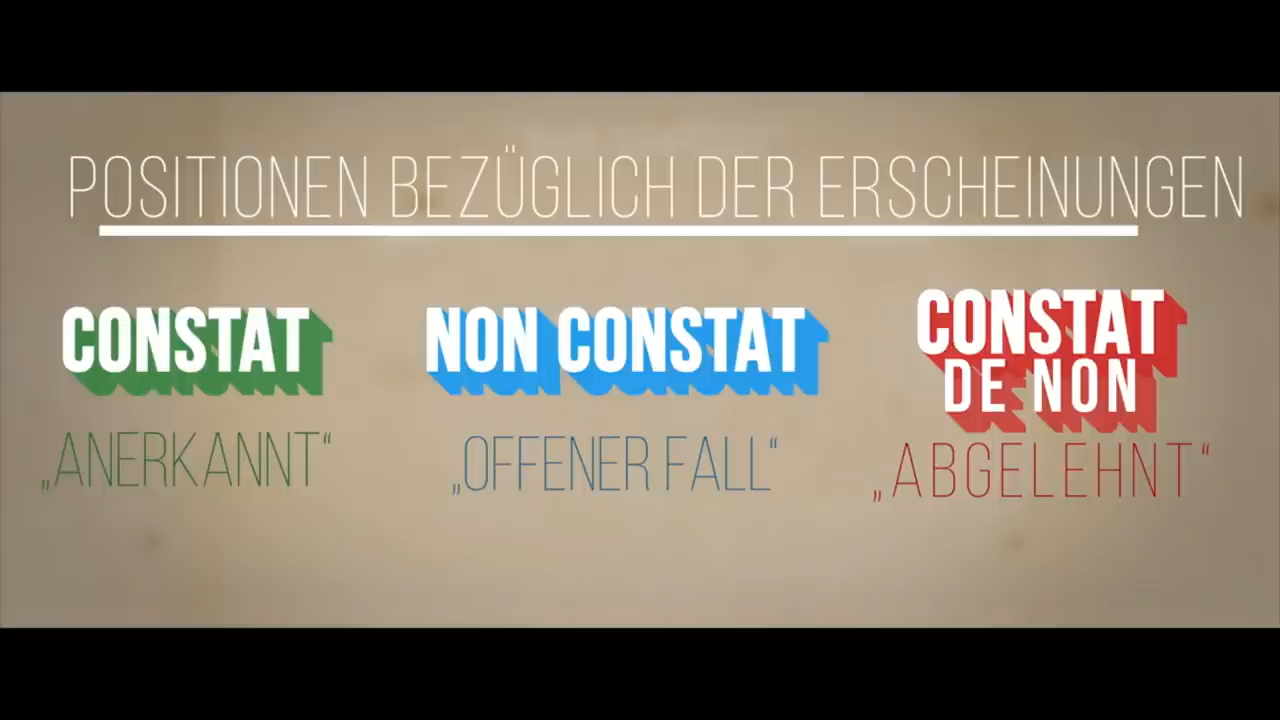 POSITIONEN BEZÜGLICH DER ERSCHEINUNGEN
CONSTAT
„ANERKANNT“
NON CONSTAT
„OFFENER FALL“
CONSTAT
DE NON
„ABGELEHNT“